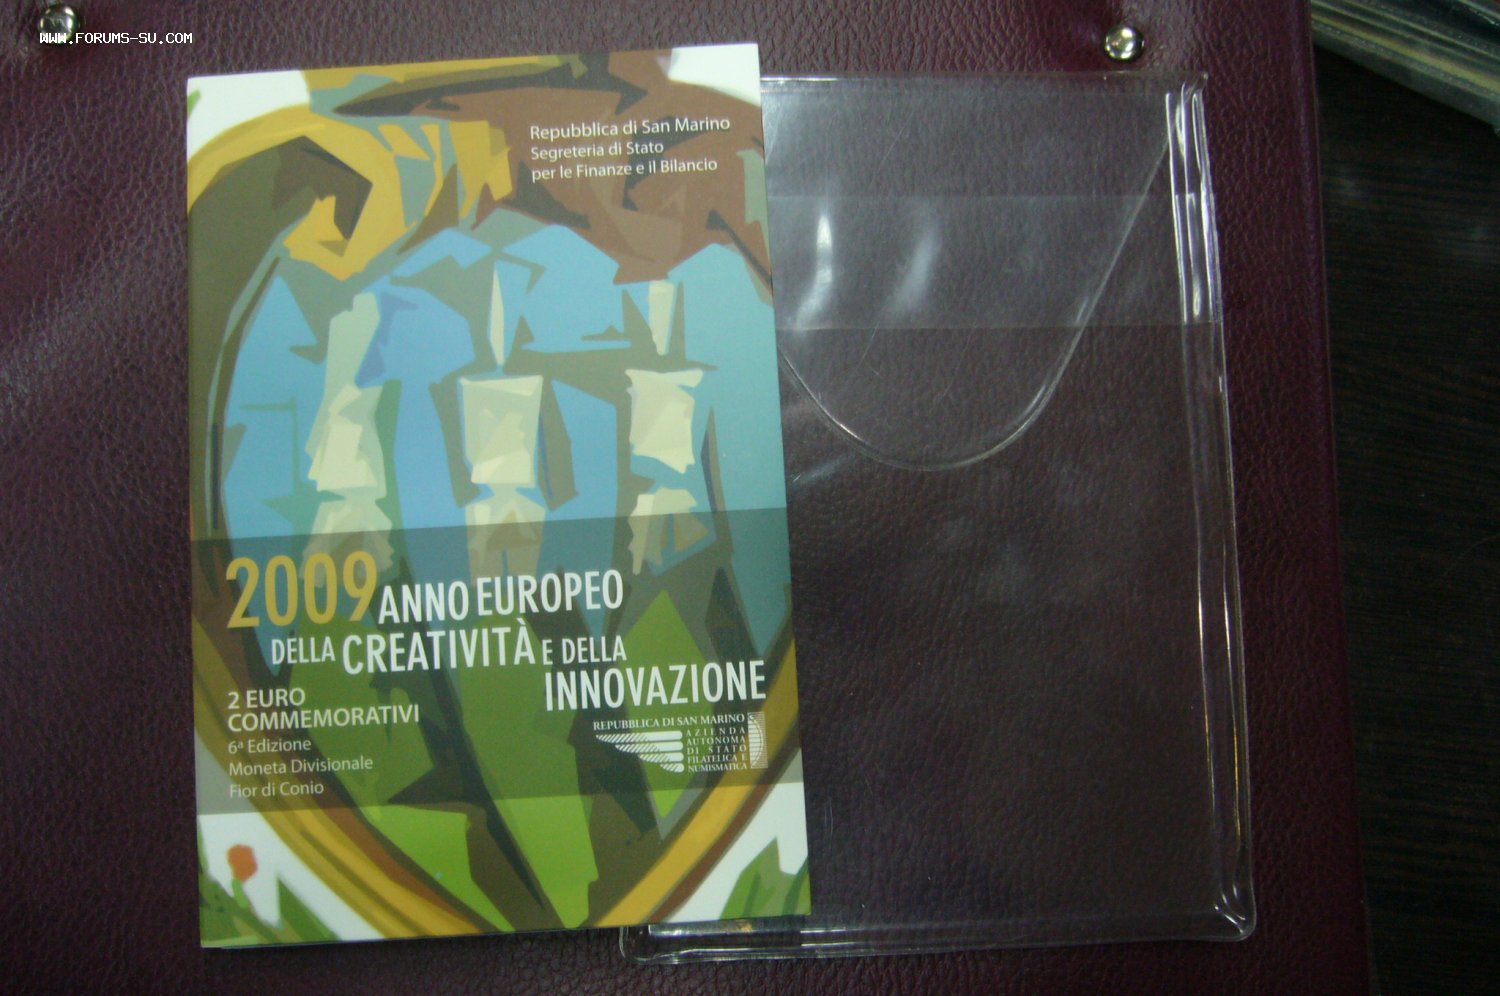 WWW.FORUMS-SU.COM
Repubblica di San Marino
Segreteria di Stato
per le Finanze e il Bilancio
2009 ANNO EUROPEO
DELLA CREATIVITÀ E DELLA
INNOVAZIONE
2 EURO
COMMEMORATIVI
6ª Edizione
Moneta Divisionale
Fior di Conio
REPUBBLICA DI SAN MARINO
AZIENDA
AUTONOMA
DI STATO
FILATELICA E
NUMISMATICA